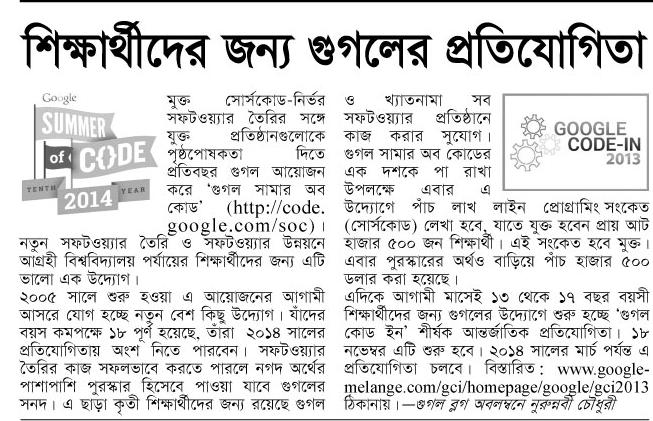 শিক্ষার্থীদের জন্য গুগলের প্রতিযোগিতা
Google
SUMMER
of CODE
TENTH YEAR
2014
মুক্ত সোর্সকোড-নির্ভর
সফটওয়্যার তৈরির সঙ্গে
যুক্ত প্রতিষ্ঠানগুলোকে
পৃষ্ঠপোষকতা দিতে
প্রতিবছর গুগল আয়োজন
করে ‘গুগল সামার অব
কোড’ (http://code.
google.com/soc)।
নতুন সফটওয়্যার তৈরি ও সফটওয়্যার উন্নয়নে
আগ্রহী বিশ্ববিদ্যালয় পর্যায়ের শিক্ষার্থীদের জন্য এটি
ভালো এক উদ্যোগ।
২০০৫ সালে শুরু হওয়া এ আয়োজনের আগামী
আসরে যোগ হচ্ছে নতুন বেশ কিছু উদ্যোগ। যাঁদের
বয়স কমপক্ষে ১৮ পূর্ণ হয়েছে, তাঁরা ২০১৪ সালের
প্রতিযোগিতায় অংশ নিতে পারবেন। সফটওয়্যার
তৈরির কাজ সফলভাবে করতে পারলে নগদ অর্থের
পাশাপাশি পুরস্কার হিসেবে পাওয়া যাবে গুগলের
সনদ। এ ছাড়া কৃতী শিক্ষার্থীদের জন্য রয়েছে গুগল
ও খ্যাতনামা সব
সফটওয়্যার প্রতিষ্ঠানে
কাজ করার সুযোগ।
গুগল সামার অব কোডের
এক দশকে পা রাখা
উপলক্ষে এবার এ
GOOGLE
CODE-IN
2013
উদ্যোগে পাঁচ লাখ লাইন প্রোগ্রামিং সংকেত
(সোর্সকোড) লেখা হবে, যাতে যুক্ত হবেন প্রায় আট
হাজার ৫০০ জন শিক্ষার্থী। এই সংকেত হবে মুক্ত।
এবার পুরস্কারের অর্থও বাড়িয়ে পাঁচ হাজার ৫০০
ডলার করা হয়েছে।
এদিকে আগামী মাসেই ১৩ থেকে ১৭ বছর বয়সী
শিক্ষার্থীদের জন্য গুগলের উদ্যোগে শুরু হচ্ছে ‘গুগল
কোড ইন’ শীর্ষক আন্তর্জাতিক প্রতিযোগিতা। ১৮
নভেম্বর এটি শুরু হবে। ২০১৪ সালের মার্চ পর্যন্ত এ
প্রতিযোগিতা চলবে। বিস্তারিত : www.google-
melange.com/gci/homepage/google/gci2013
ঠিকানায়।—গুগল ব্লগ অবলম্বনে নুরুন্নবী চৌধুরী